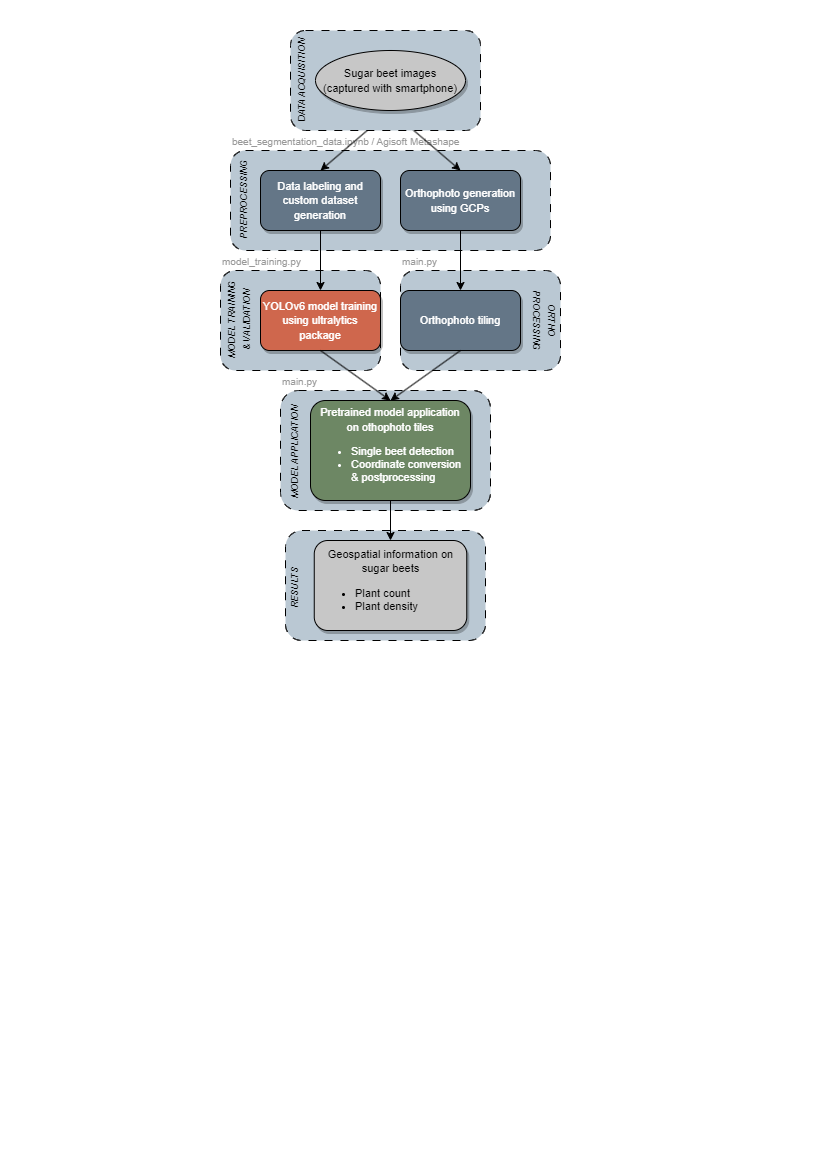 DATA ACQUISITION
Sugar beet images
(captured with smartphone)
beet_segmentation_data.ipynb / Agisoft Metashape
PREPROCESSING
Data labeling and
custom dataset
generation
Orthophoto generation
using GCPs
model_training.py
main.py
MODEL TRAINING
& VALIDATION
YOLOv6 model training
using ultralytics
package
Orthophoto tiling
ORTHO
PROCESSING
main.py
MODEL APPLICATION
Pretrained model application
on othophoto tiles
• Single beet detection
• Coordinate conversion
& postprocessing
RESULTS
Geospatial information on
sugar beets
• Plant count
• Plant density